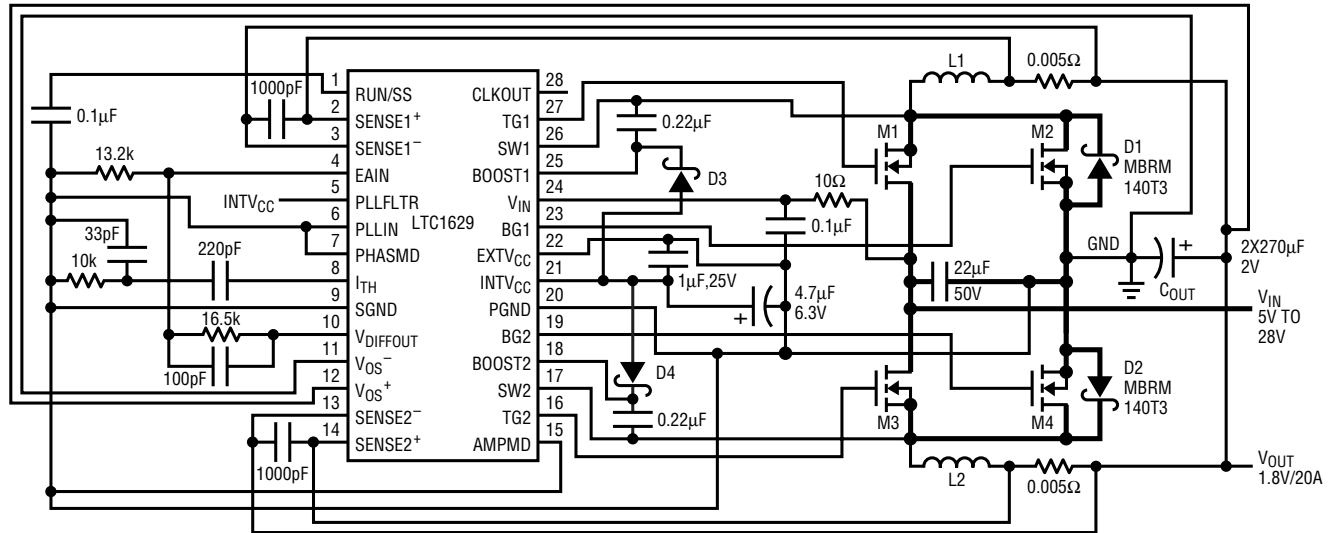 L1
0.005Ω
1 RUN/SS
2 SENSE1+
3 SENSE1−
4 EAIN
5 PLLFLTR
6 PLLIN
7 PHASMD
8 ITH
9 SGND
10 VDIFFOUT
11 VOS−
12 VOS+
13 SENSE2−
14 SENSE2+
LTC1629
CLKOUT 28
TG1 27
SW1 26
BOOST1 25
VIN 24
BG1 23
EXTVCC 22
INTVCC 21
PGND 20
BG2 19
BOOST2 18
SW2 17
TG2 16
AMPMD 15
1000pF
0.1µF
13.2k
INTVCC
33pF
220pF
10k
16.5k
100pF
1000pF
0.22µF
D3
10Ω
0.1µF
1µF,25V
4.7µF
6.3V
+
D4
0.22µF
M1
M2
D1
MBRM
140T3
GND
+
COUT
2X270µF
2V
22µF
50V
VIN
5V TO
28V
M3
M4
D2
MBRM
140T3
L2
0.005Ω
VOUT
1.8V/20A